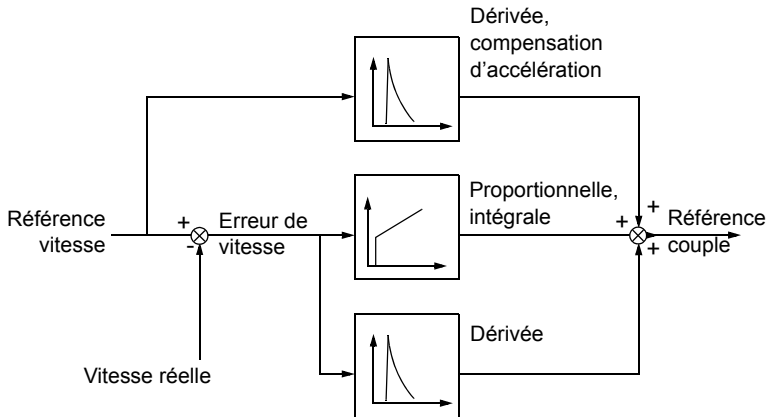 Dérivée,
compensation
d'accélération
Proportionnelle,
intégrale
Référence
vitesse
+
-
Erreur de
vitesse
+
+
+
Référence
couple
Dérivée
Vitesse réelle